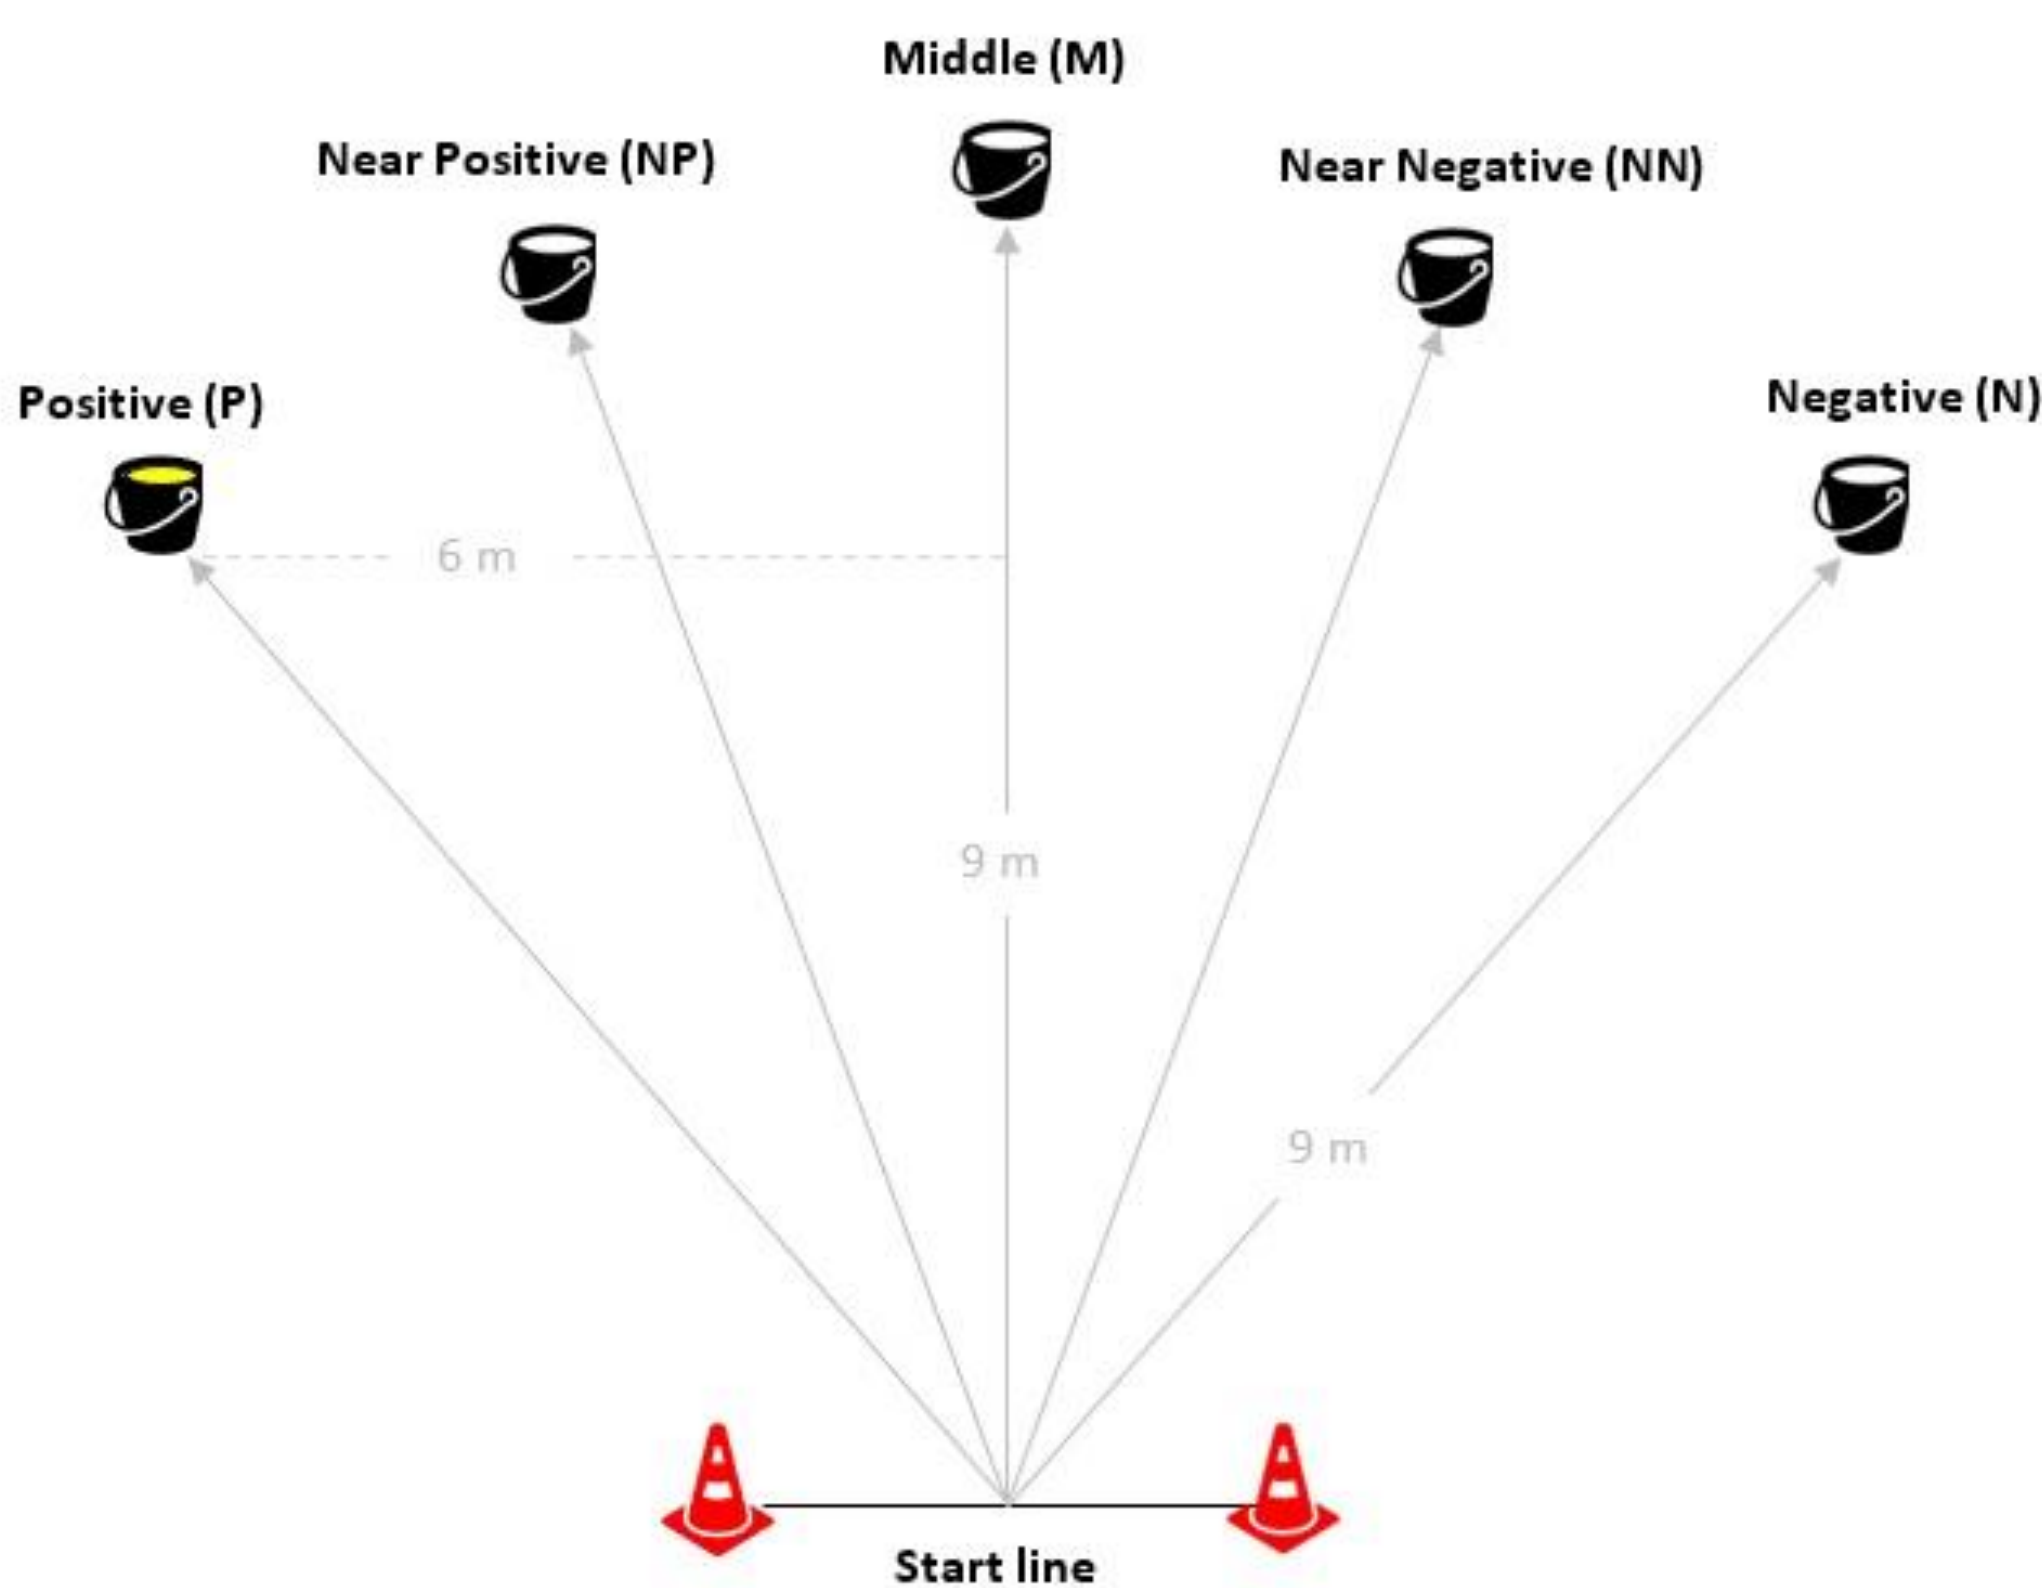 Middle (M)
Near Positive (NP)
Near Negative (NN)
Positive (P)
Negative (N)
6 m
9 m
9 m
Start line